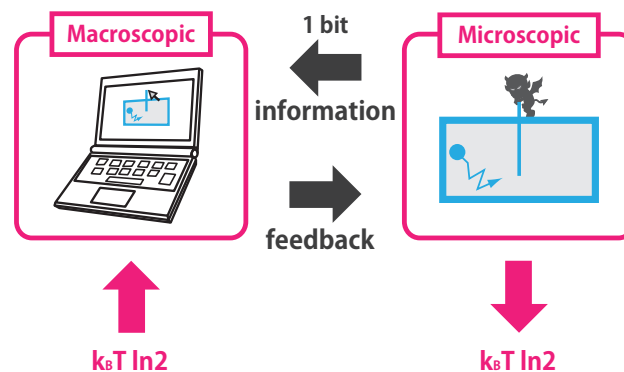 Macroscopic
1 bit
information
Microscopic
feedback
kBT ln2
kBT ln2